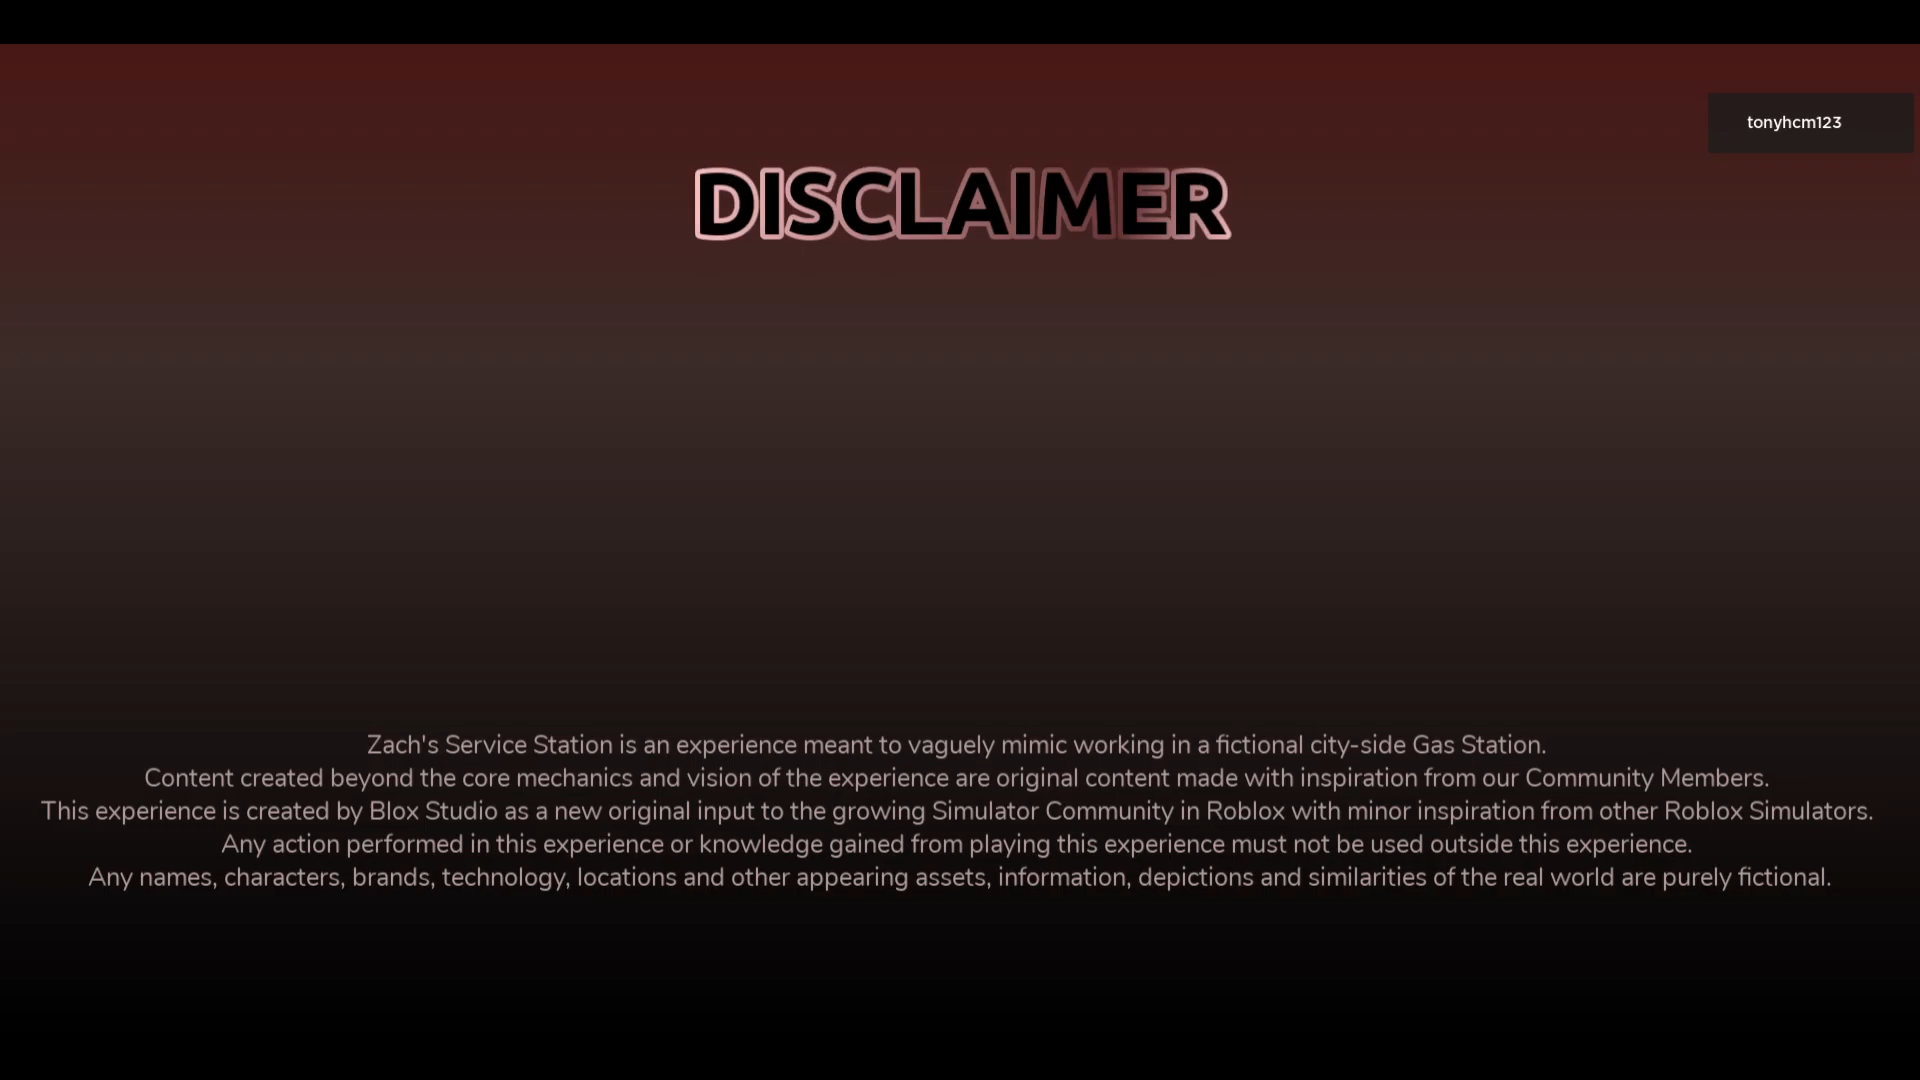 tonyhcm123
DISCLAIMER
Zach's Service Station is an experience meant to vaguely mimic working in a fictional city-side Gas Station.
Content created beyond the core mechanics and vision of the experience are original content made with inspiration from our Community Members.
This experience is created by Blox Studio as a new original input to the growing Simulator Community in Roblox with minor inspiration from other Roblox Simulators.
Any action performed in this experience or knowledge gained from playing this experience must not be used outside this experience.
Any names, characters, brands, technology, locations and other appearing assets, information, depictions and similarities of the real world are purely fictional.